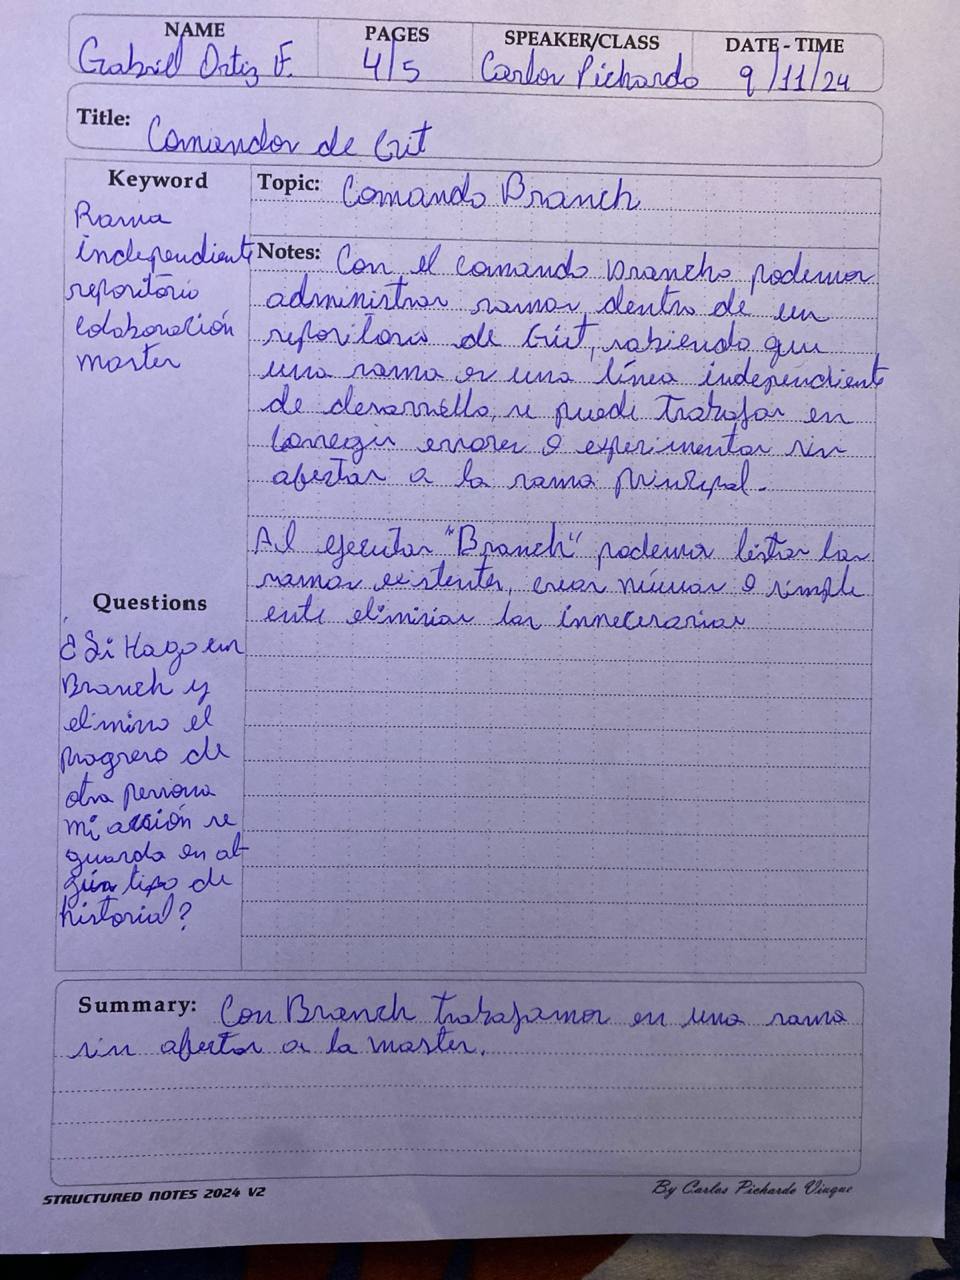 NAME PAGES SPEAKER/CLASS DATE - TIME
Gabriel Ortiz F. 4/5 Carlos Pichardo 9/11/24
Title: Comandos de Git
Keyword
Rama
independiente
repositorio
colaboración
master
Topic: Comando Branch
Notes: Con el comando brancho podemos
administrar ramas dentro de un
repositorio de Git, sabiendo que
una rama es una línea independiente
de desarrollo, se puede trabajar en
corregir errores o experimentar sin
afectar a la rama principal.
Al ejecutar "Branch" podemos listar las
ramas existentes, crear nuevas o simple
ente eliminar las innecesarias
Questions
¿Si Hago un
Branch y
elimino el
progreso de
otra persona
mi acción se
guarda en al
gún tipo de
historial?
Summary: Con Branch trabajamos en una rama
sin afectar a la master.
STRUCTURED NOTES 2024 V2
By Carlos Pichardo Viuque